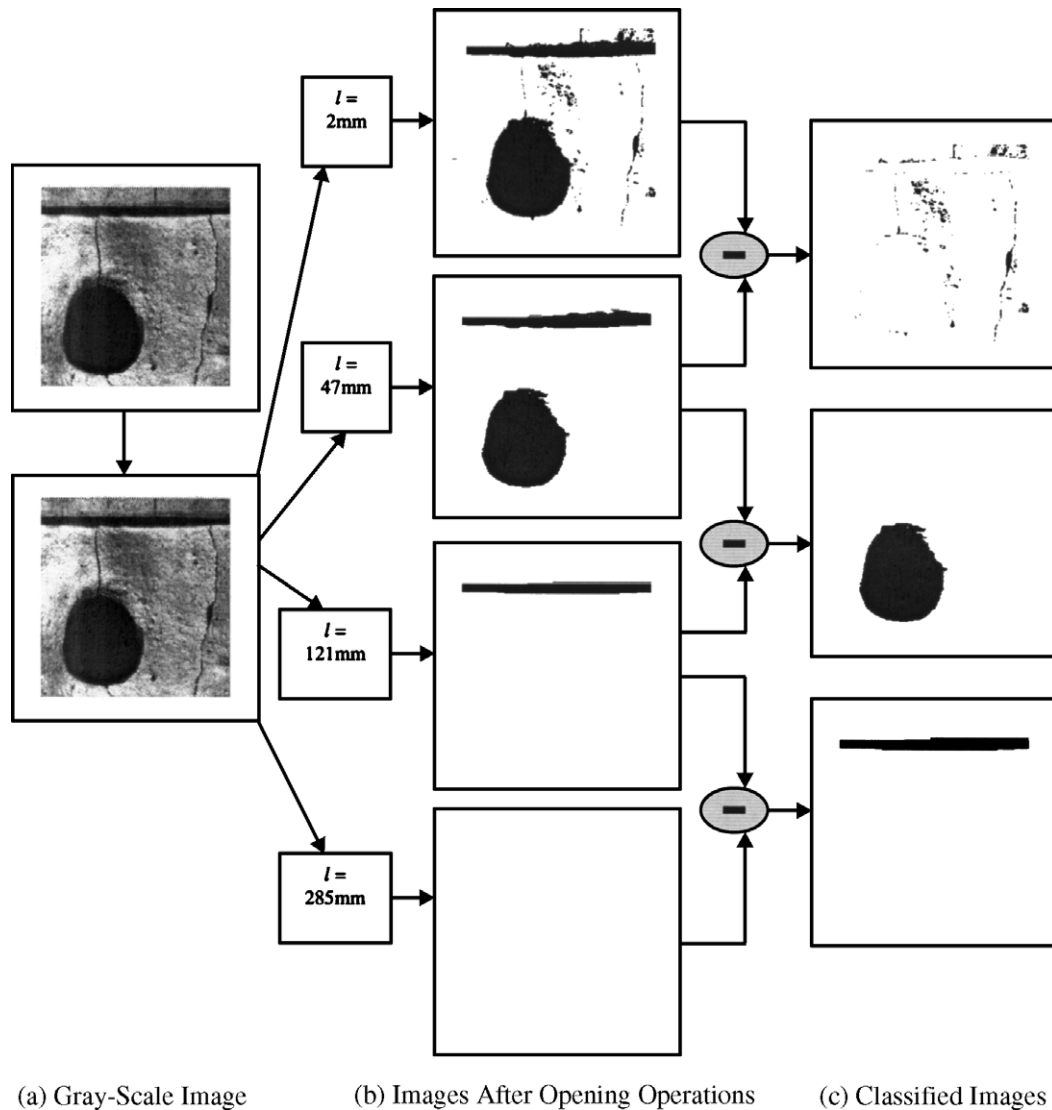 l =
2mm
l =
47mm
l =
121mm
l =
285mm
(a) Gray-Scale Image
(b) Images After Opening Operations
(c) Classified Images